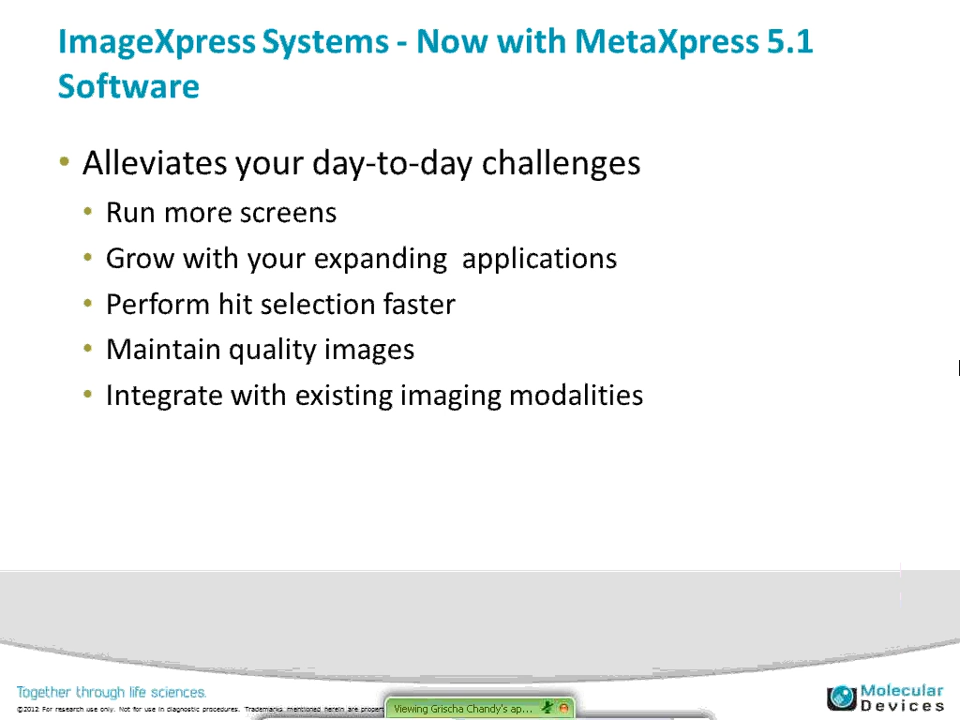 ImageXpress Systems - Now with MetaXpress 5.1
Software
• Alleviates your day-to-day challenges
• Run more screens
• Grow with your expanding applications
• Perform hit selection faster
• Maintain quality images
• Integrate with existing imaging modalities
Together through life sciences.
©2012 For research use only. Not for use in diagnostic procedures. Trademarks mentioned herein are proper
Viewing Grischa Chandy's ap...
Molecular
Devices